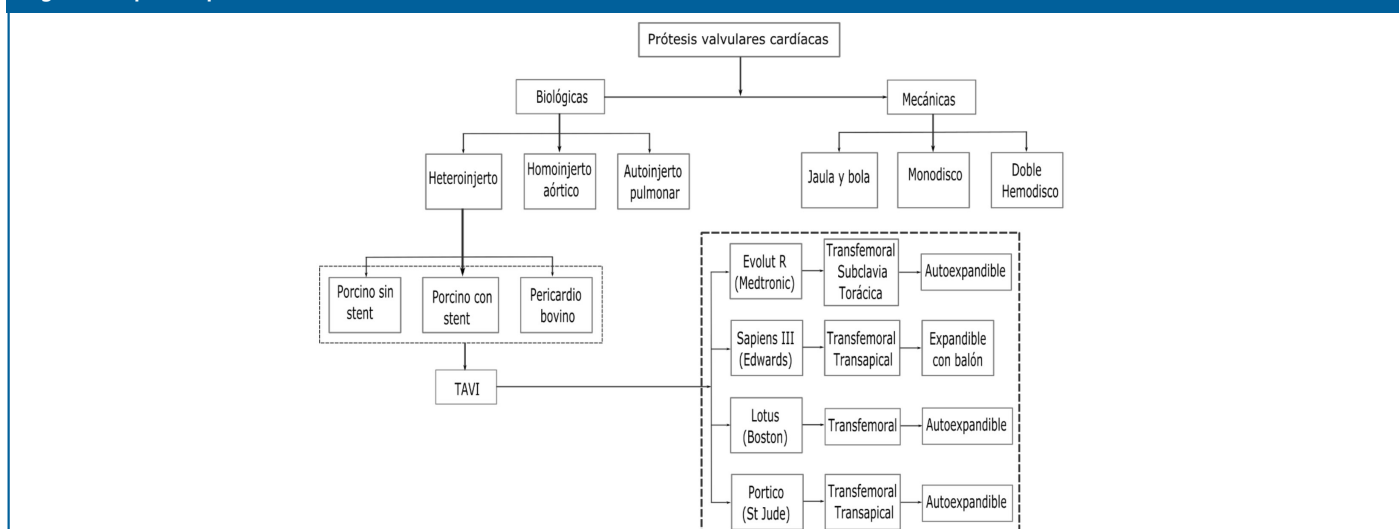 Prótesis valvulares cardíacas
Biológicas
Mecánicas
Heteroinjerto
Homoinjerto
aórtico
Autoinjerto
pulmonar
Jaula y bola
Monodisco
Doble
Hemodisco
Porcino sin
stent
Porcino con
stent
Pericardio
bovino
TAVI
Evolut R
(Medtronic)
Transfemoral
Subclavia
Torácica
Autoexpandible
Sapiens III
(Edwards)
Transfemoral
Transapical
Expandible
con balón
Lotus
(Boston)
Transfemoral
Autoexpandible
Portico
(St Jude)
Transfemoral
Transapical
Autoexpandible